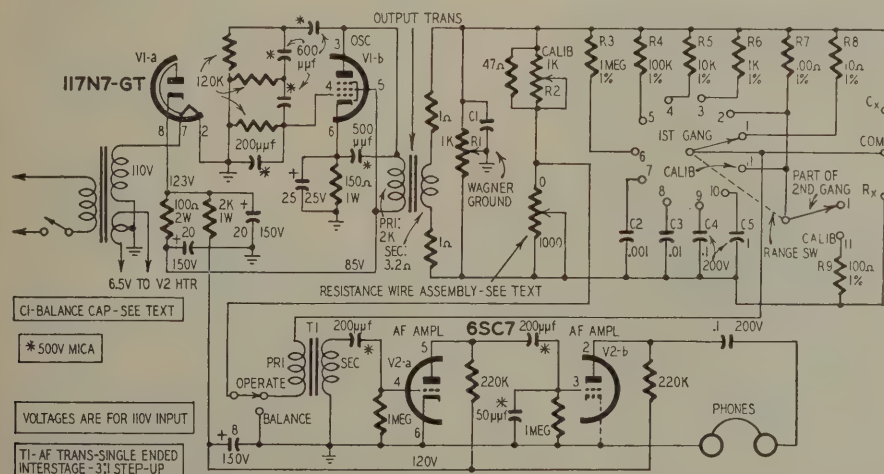 OUTPUT TRANS
117N7-GT
V1-a
8
7
2
120K
*
600
μμf
*
3
OSC
V1-b
4
5
6
200μμf
*
500
μμf
*
110V
123V
100Ω
2W
2K
1W
+
20
150V
+
20
150V
+
25
25V
150Ω
1W
PRI:
2K
SEC:
3.2Ω
85V
6.5V TO V2 HTR
1Ω
1Ω
1K
R1
C1
WAGNER
GROUND
47Ω
CALIB
1K
R2
0
1000
RESISTANCE WIRE ASSEMBLY-SEE TEXT
R3
1MEG
1%
R4
100K
1%
R5
10K
1%
R6
1K
1%
R7
100Ω
1%
R8
10Ω
1%
5
4
3
2
1
6
7
8
9
10
1ST GANG
CALIB
.1
1
PART OF
2ND GANG
CALIB
11
RANGE SW
CX
COM
RX
C2
.001
C3
.01
C4
.1
C5
1
200V
R9
100Ω
1%
C1-BALANCE CAP-SEE TEXT
* 500V MICA
VOLTAGES ARE FOR 110V INPUT
T1-AF TRANS-SINGLE ENDED
INTERSTAGE-3:1 STEP-UP
T1
PRI
SEC
OPERATE
BALANCE
+
8
150V
200μμf
*
AF AMPL
V2-a
5
4
6
1MEG
6SC7
220K
120V
200μμf
*
*
50μμf
1MEG
AF AMPL
2
V2-b
3
220K
.1
200V
PHONES